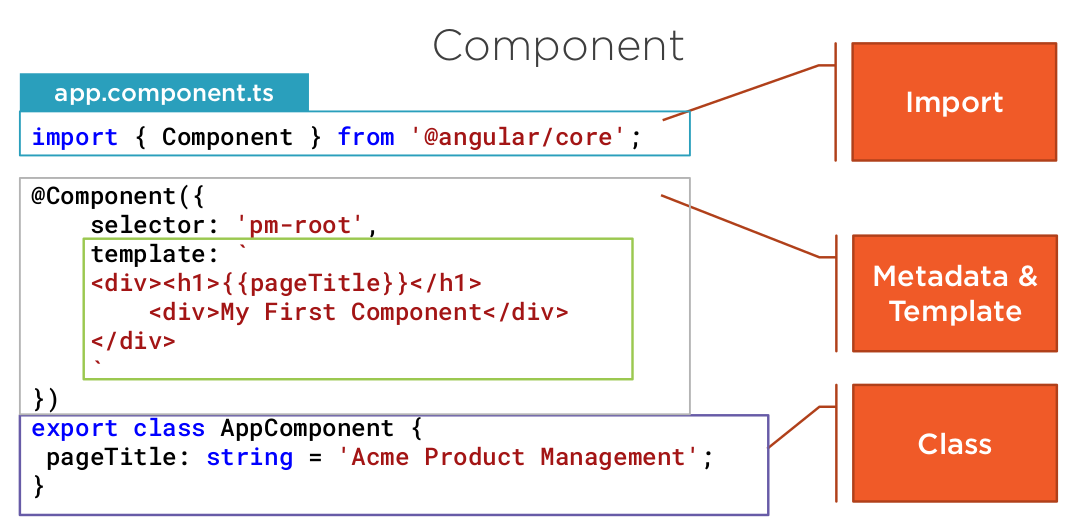 Component
app.component.ts
import { Component } from '@angular/core';
Import
@Component({
    selector: 'pm-root',
    template: `
    <div><h1>{{pageTitle}}</h1>
        <div>My First Component</div>
    </div>
    `
})
Metadata &
Template
export class AppComponent {
 pageTitle: string = 'Acme Product Management';
}
Class